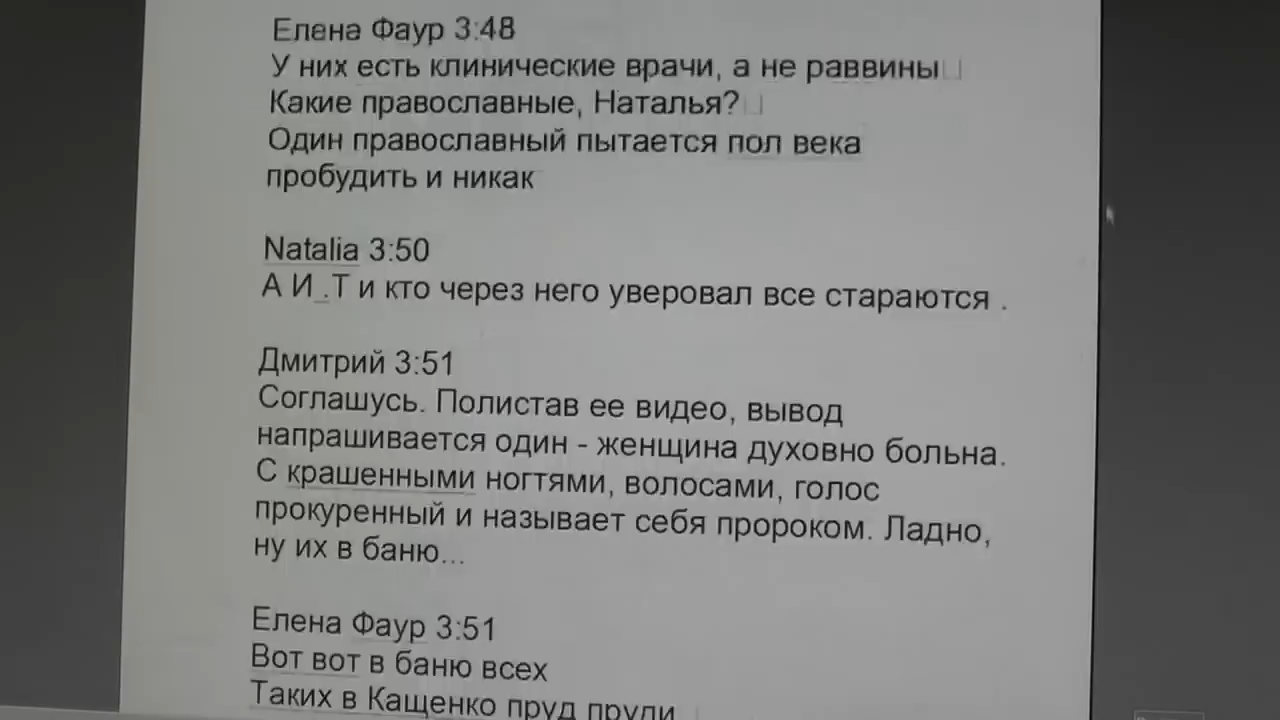 Елена Фаур 3:48
У них есть клинические врачи, а не раввины
Какие православные, Наталья?
Один православный пытается пол века
пробудить и никак
Natalia 3:50
А И .Т и кто через него уверовал все стараются .
Дмитрий 3:51
Соглашусь. Полистав ее видео, вывод
напрашивается один - женщина духовно больна.
С крашенными ногтями, волосами, голос
прокуренный и называет себя пророком. Ладно,
ну их в баню...
Елена Фаур 3:51
Вот вот в баню всех
Таких в Кащенко пруд пруди